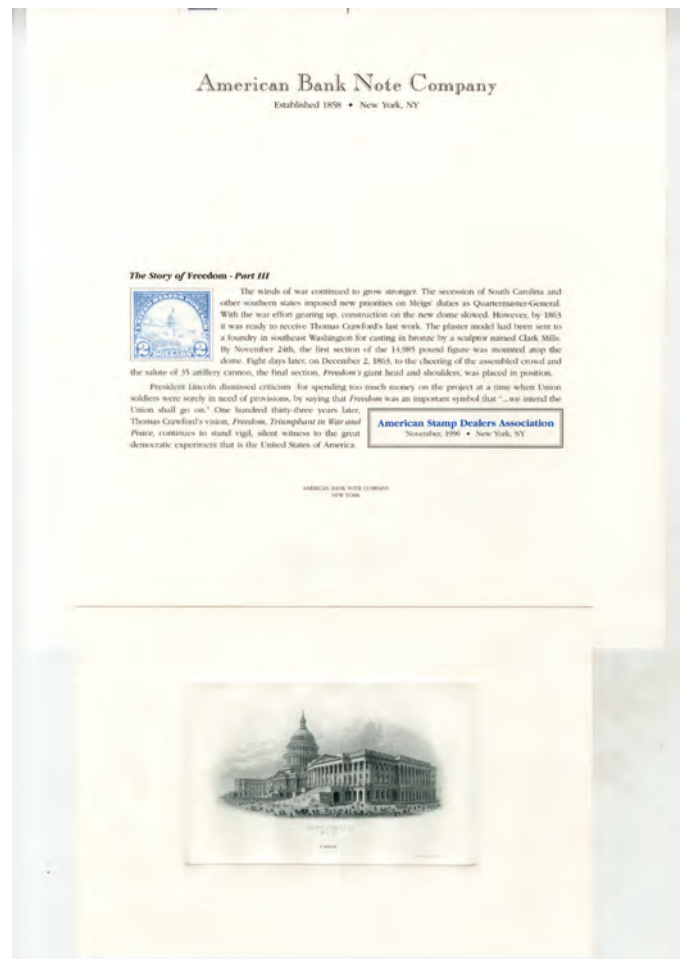 American Bank Note Company
Established 1858 • New York, NY
The Story of Freedom - Part III
The winds of war continued to grow stronger. The secession of South Carolina and
other southern states imposed new priorities on Meigs' duties as Quartermaster-General.
With the war effort gearing up, construction on the new dome slowed. However, by 1863
it was ready to receive Thomas Crawford's last work. The plaster model had been sent to
a foundry in southeast Washington for casting in bronze by a sculptor named Clark Mills.
By November 24th, the first section of the 14,985 pound figure was mounted atop the
dome. Eight days later, on December 2, 1863, to the cheering of the assembled crowd and
the salute of 35 artillery cannon, the final section, Freedom's giant head and shoulders, was placed in position.
President Lincoln dismissed criticism for spending too much money on the project at a time when Union
soldiers were sorely in need of provisions, by saying that Freedom was an important symbol that "...we intend the
Union shall go on." One hundred thirty-three years later,
Thomas Crawford's vision, Freedom, Triumphant in War and
Peace, continues to stand vigil, silent witness to the great
democratic experiment that is the United States of America.
American Stamp Dealers Association
November, 1996 • New York, NY
AMERICAN BANK NOTE COMPANY
NEW YORK
2 2